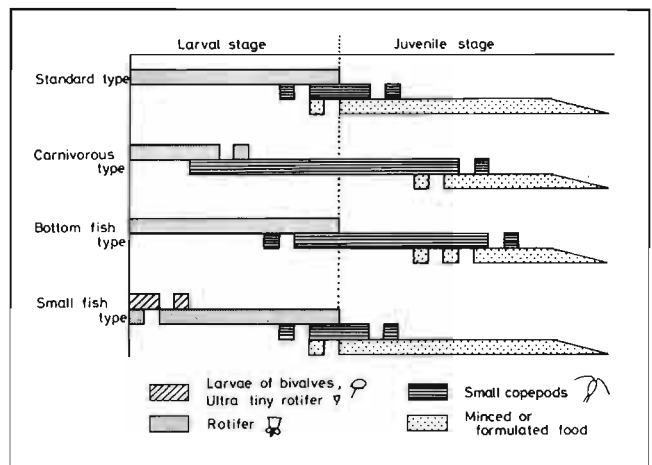 Larval stage
Juvenile stage
Standard type
Carnivorous
type
Bottom fish
type
Small fish
type
Larvae of bivalves,
Ultra tiny rotifer
Rotifer
Small copepods
Minced or
formulated food